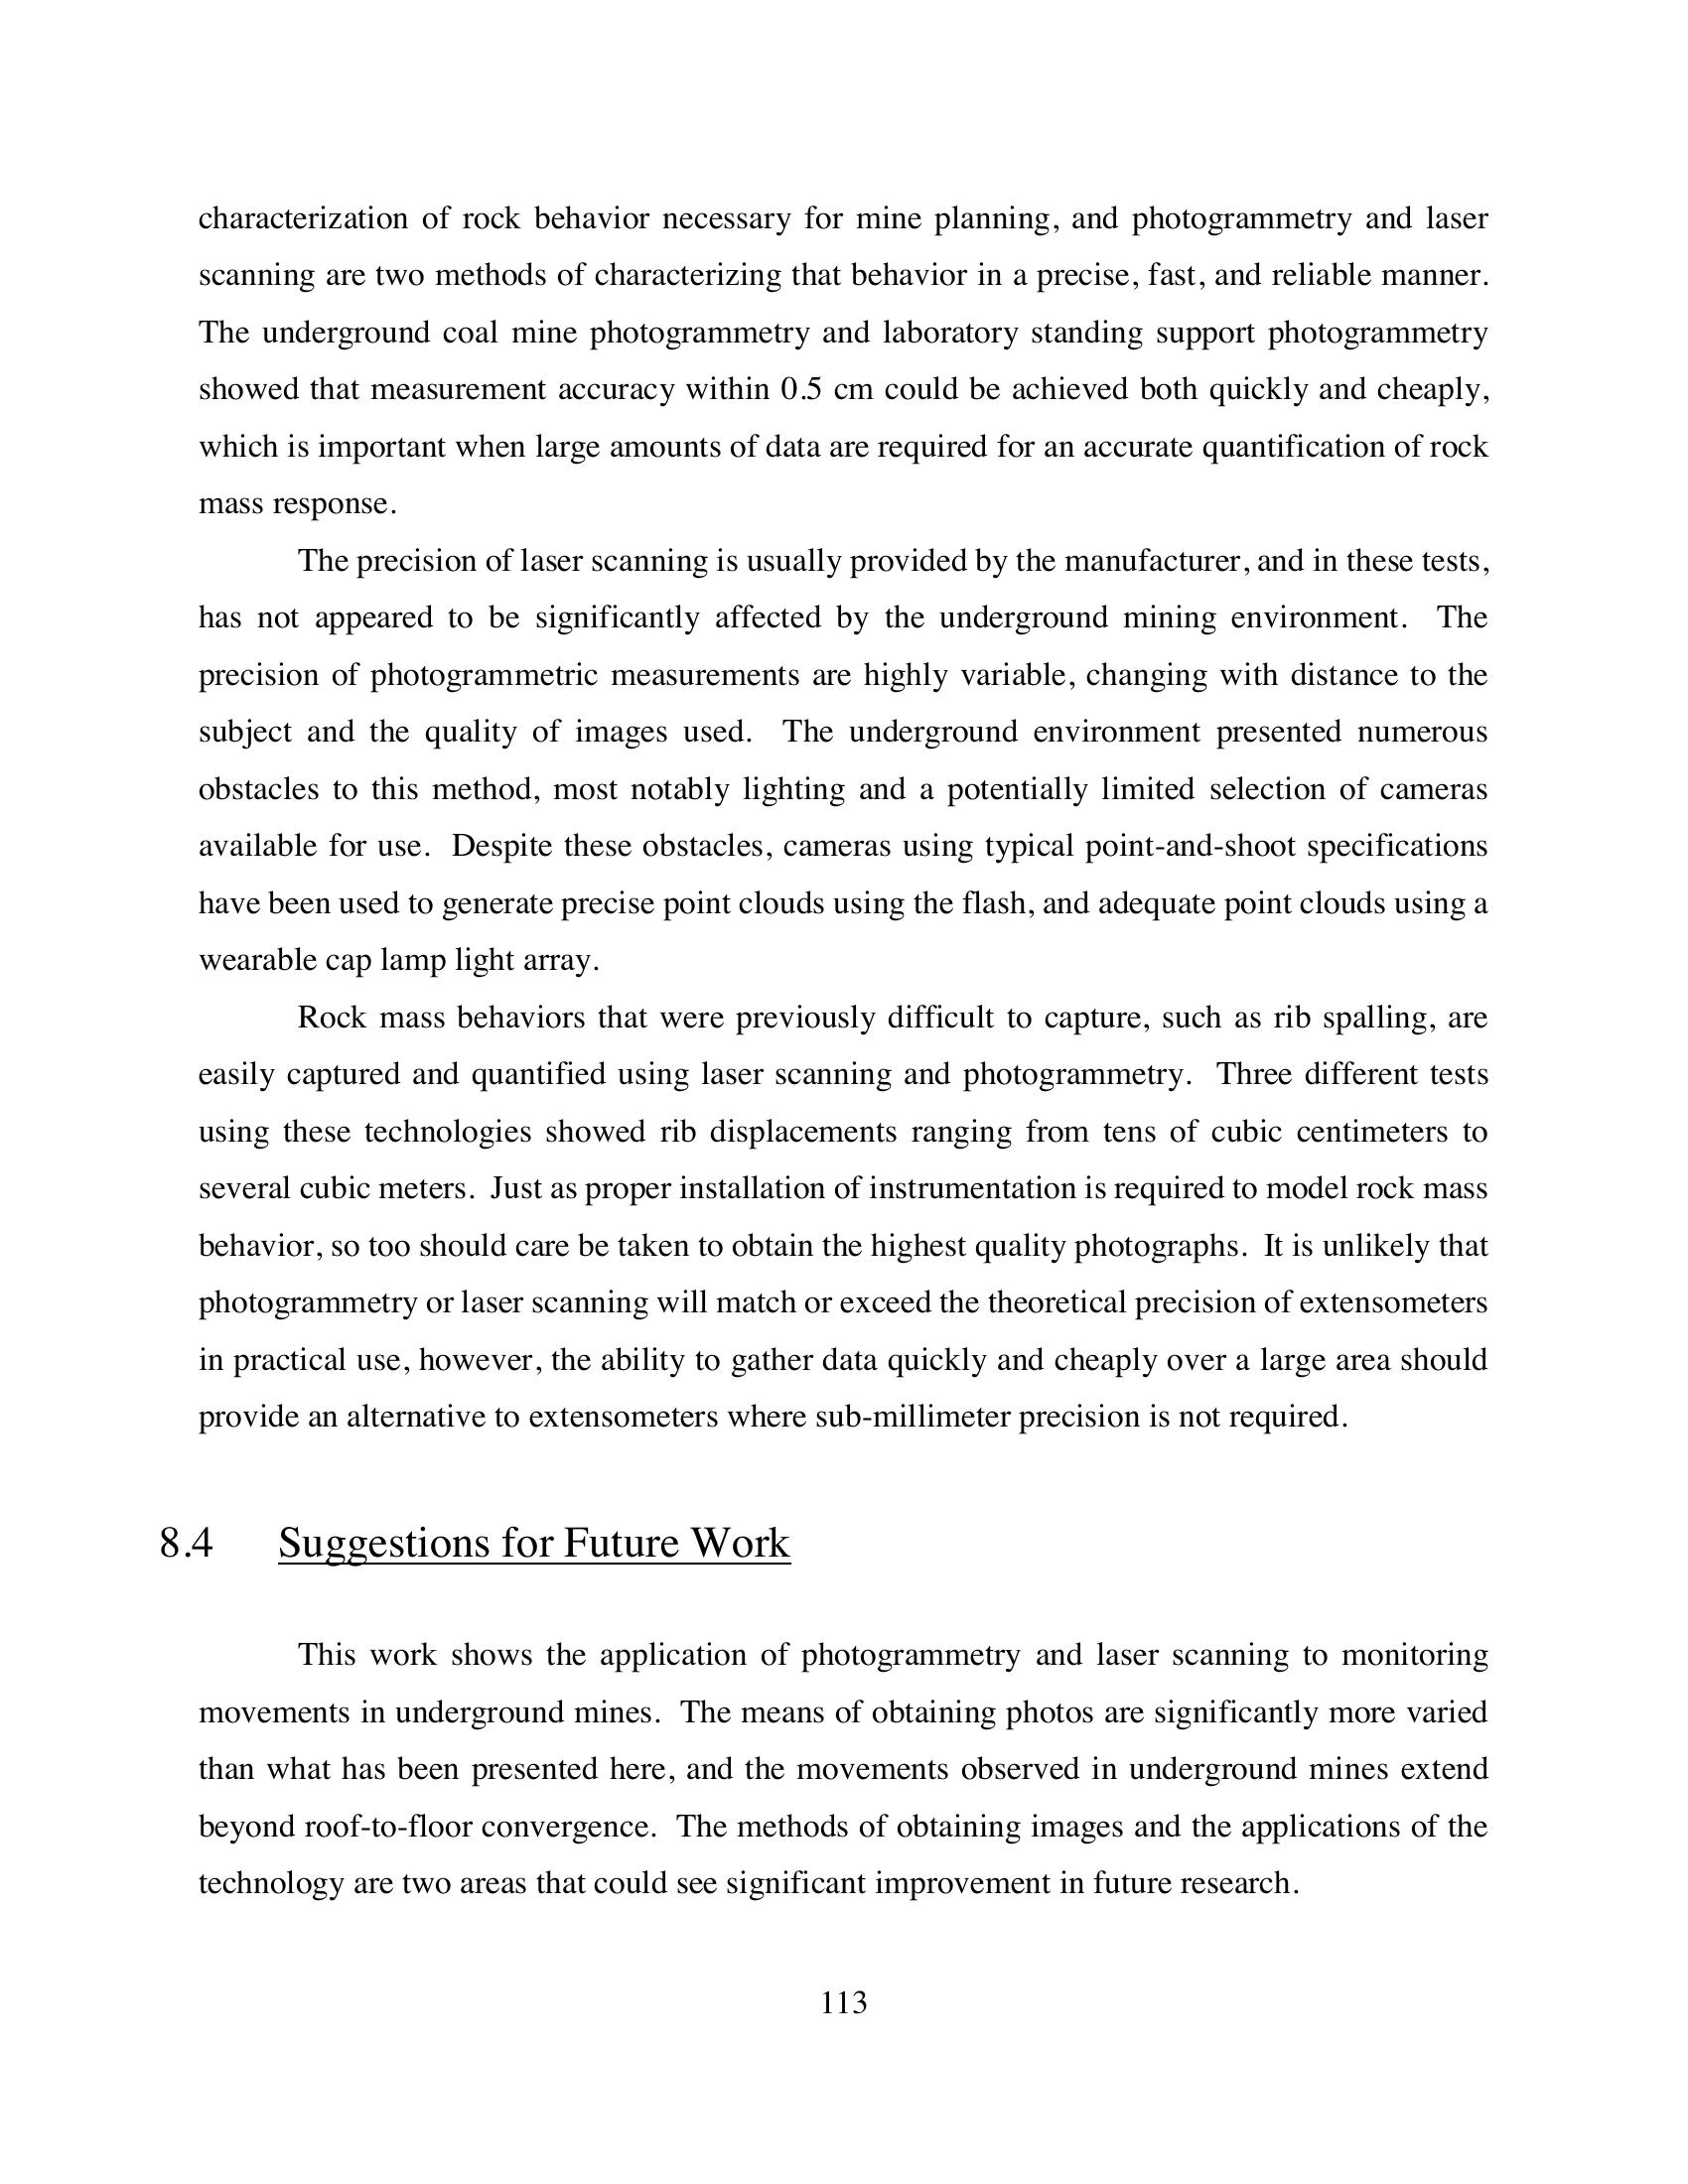 characterization of rock behavior necessary for mine planning, and photogrammetry and laser
scanning are two methods of characterizing that behavior in a precise, fast, and reliable manner.
The underground coal mine photogrammetry and laboratory standing support photogrammetry
showed that measurement accuracy within 0.5 cm could be achieved both quickly and cheaply,
which is important when large amounts of data are required for an accurate quantification of rock
mass response.
The precision of laser scanning is usually provided by the manufacturer, and in these tests,
has not appeared to be significantly affected by the underground mining environment. The
precision of photogrammetric measurements are highly variable, changing with distance to the
subject and the quality of images used. The underground environment presented numerous
obstacles to this method, most notably lighting and a potentially limited selection of cameras
available for use. Despite these obstacles, cameras using typical point-and-shoot specifications
have been used to generate precise point clouds using the flash, and adequate point clouds using a
wearable cap lamp light array.
Rock mass behaviors that were previously difficult to capture, such as rib spalling, are
easily captured and quantified using laser scanning and photogrammetry. Three different tests
using these technologies showed rib displacements ranging from tens of cubic centimeters to
several cubic meters. Just as proper installation of instrumentation is required to model rock mass
behavior, so too should care be taken to obtain the highest quality photographs. It is unlikely that
photogrammetry or laser scanning will match or exceed the theoretical precision of extensometers
in practical use, however, the ability to gather data quickly and cheaply over a large area should
provide an alternative to extensometers where sub-millimeter precision is not required.
8.4 Suggestions for Future Work
This work shows the application of photogrammetry and laser scanning to monitoring
movements in underground mines. The means of obtaining photos are significantly more varied
than what has been presented here, and the movements observed in underground mines extend
beyond roof-to-floor convergence. The methods of obtaining images and the applications of the
technology are two areas that could see significant improvement in future research.
113